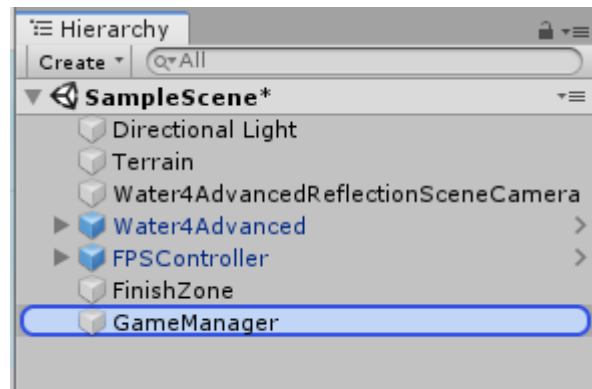 Hierarchy
Create All
SampleScene*
Directional Light
Terrain
Water4AdvancedReflectionSceneCamera
Water4Advanced
FPSController
FinishZone
GameManager